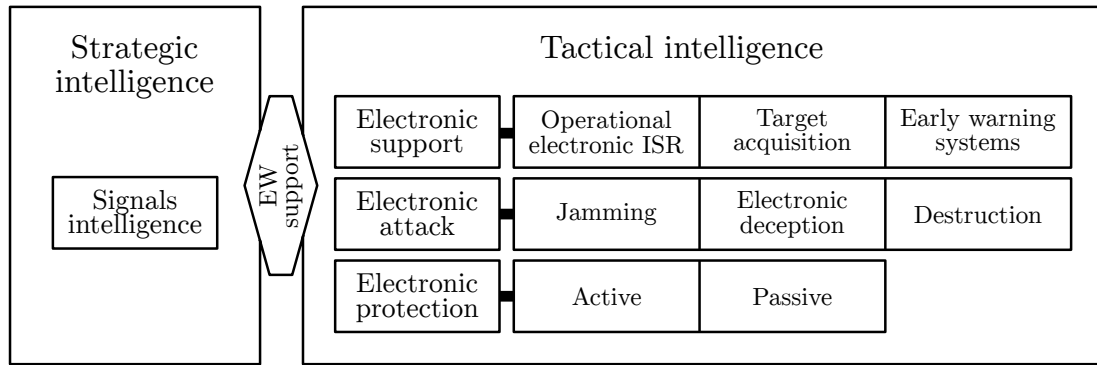 Strategic
intelligence
Signals
intelligence
EW
support
Tactical intelligence
Electronic
support
Operational
electronic ISR
Target
acquisition
Early warning
systems
Electronic
attack
Jamming
Electronic
deception
Destruction
Electronic
protection
Active
Passive